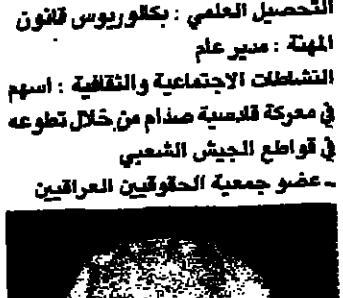 التحصيل العلمي : بكالوريوس قانون
المهنة : مدير عام
النشاطات الاجتماعية والثقافية : اسهم
في معركة قادسية صدام من خلال تطوعه
في قواطع الجيش الشعبي
ـ عضو جمعية الحقوقيين العراقيين